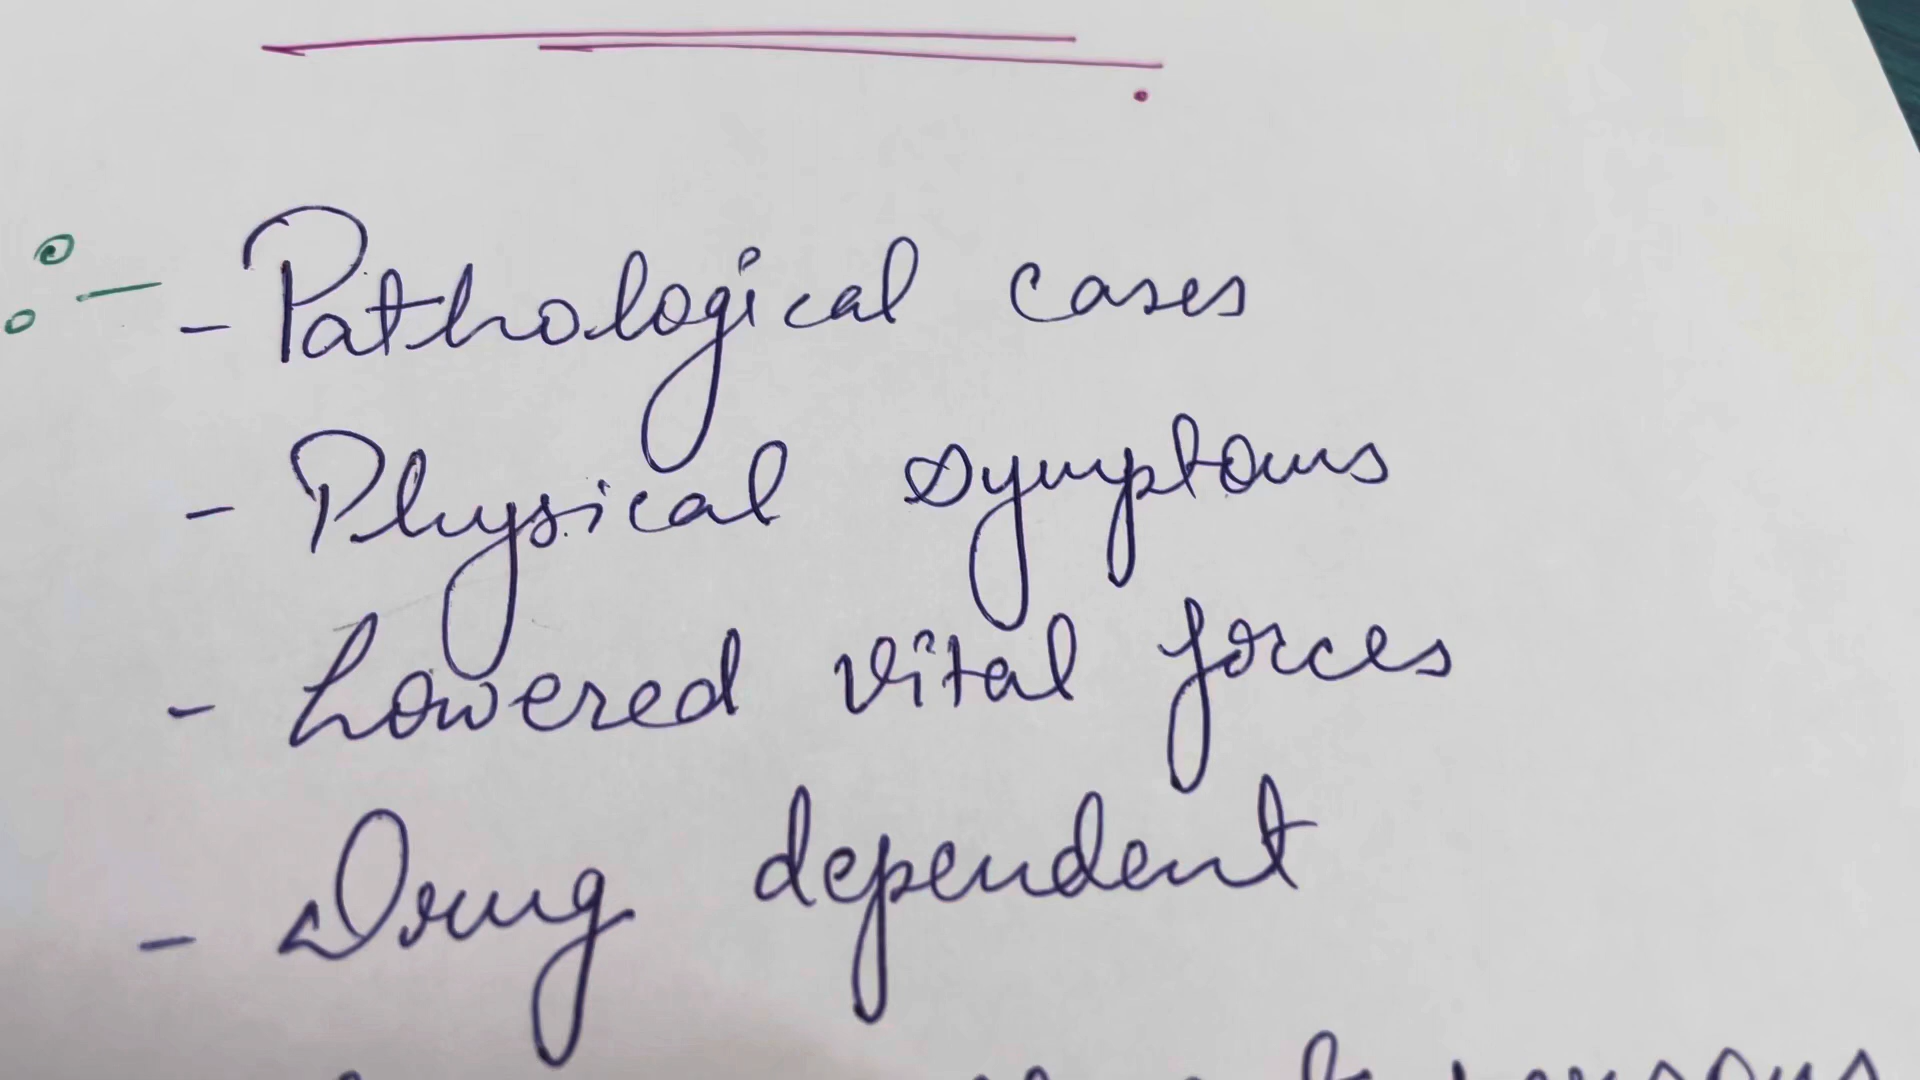 - Pathological cases
- Physical symptoms
- Lowered vital forces
- Drug dependent